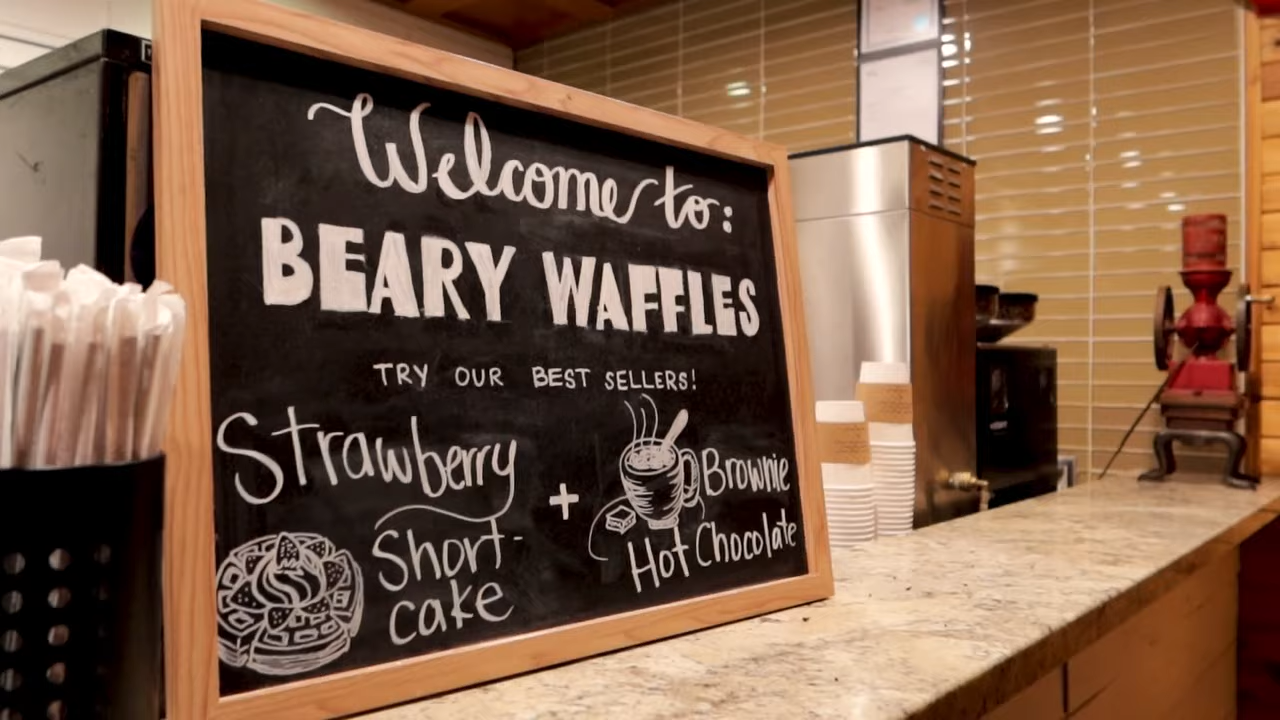 Welcome to:
BEARY WAFFLES
TRY OUR BEST SELLERS!
Strawberry
Short-
cake
+
Brownie
Hot Chocolate